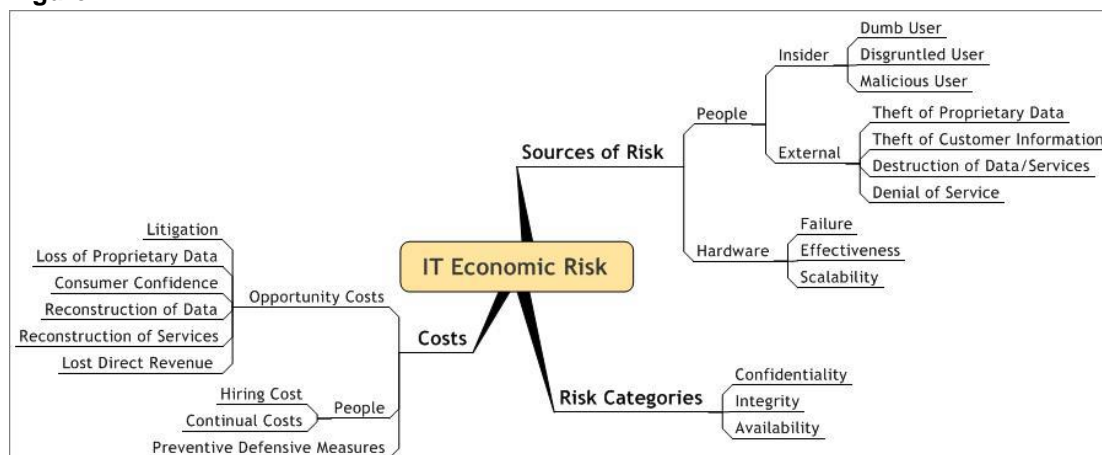 Dumb User
Insider
Disgruntled User
Malicious User
People
Theft of Proprietary Data
Theft of Customer Information
External
Destruction of Data/Services
Denial of Service
Sources of Risk
Failure
Hardware
Effectiveness
Scalability
IT Economic Risk
Litigation
Loss of Proprietary Data
Consumer Confidence
Opportunity Costs
Reconstruction of Data
Reconstruction of Services
Lost Direct Revenue
Costs
Hiring Cost
People
Continual Costs
Preventive Defensive Measures
Risk Categories
Confidentiality
Integrity
Availability